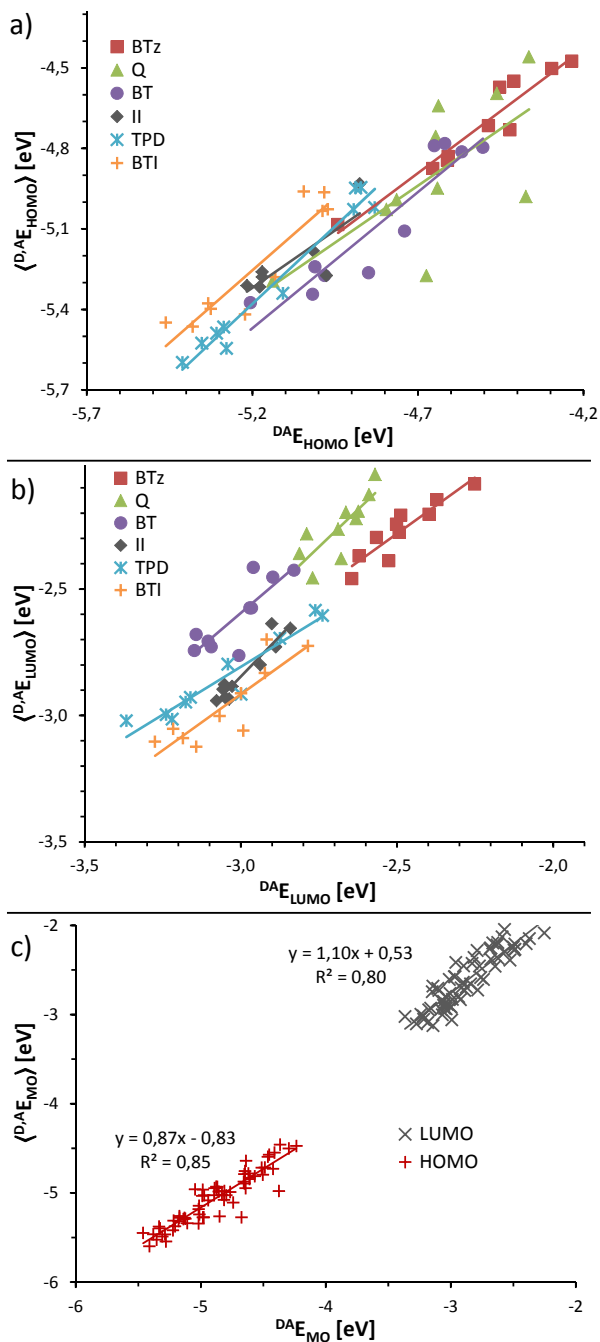 a)
BTz
Q
BT
II
TPD
BTI
-4,5
-4,8
-5,1
-5,4
-5,7
-5,7
-5,2
-4,7
-4,2
⟨D,AEHOMO⟩ [eV]
DAEHOMO [eV]
b)
BTz
Q
BT
II
TPD
BTI
-2,5
-3,0
-3,5
-3,5
-3,0
-2,5
-2,0
⟨D,AELUMO⟩ [eV]
DAELUMO [eV]
c)
-2
-3
-4
-5
-6
-6
-5
-4
-3
-2
y = 1,10x + 0,53
R² = 0,80
y = 0,87x - 0,83
R² = 0,85
LUMO
HOMO
⟨D,AEMO⟩ [eV]
DAEMO [eV]